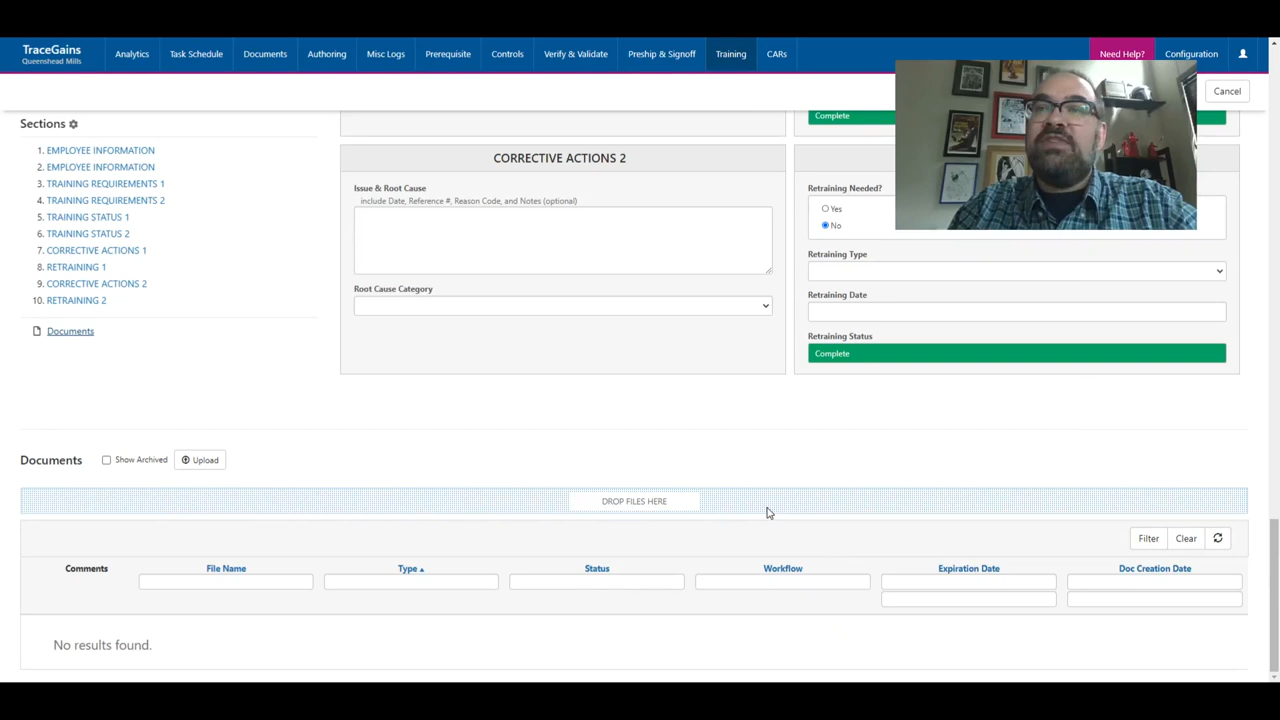 TraceGains
Queenshead Mills
Analytics
Task Schedule
Documents
Authoring
Misc Logs
Prerequisite
Controls
Verify & Validate
Preship & Signoff
Training
CARs
Need Help?
Configuration
Cancel
Sections
1. EMPLOYEE INFORMATION
2. EMPLOYEE INFORMATION
3. TRAINING REQUIREMENTS 1
4. TRAINING REQUIREMENTS 2
5. TRAINING STATUS 1
6. TRAINING STATUS 2
7. CORRECTIVE ACTIONS 1
8. RETRAINING 1
9. CORRECTIVE ACTIONS 2
10. RETRAINING 2
Documents
CORRECTIVE ACTIONS 2
Issue & Root Cause
include Date, Reference #, Reason Code, and Notes (optional)
Root Cause Category
Complete
Retraining Needed?
Yes
No
Retraining Type
Retraining Date
Retraining Status
Complete
Documents
Show Archived
Upload
DROP FILES HERE
Filter
Clear
Comments
File Name
Type
Status
Workflow
Expiration Date
Doc Creation Date
No results found.